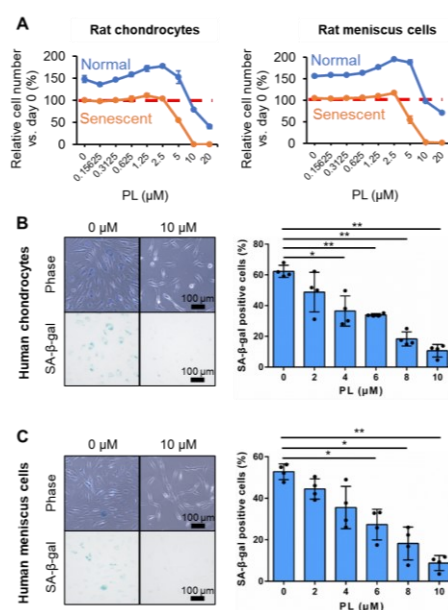 A
Rat chondrocytes
Rat meniscus cells
Relative cell number
vs. day 0 (%)
200
150
100
50
0
Normal
Senescent
0
0.15625
0.3125
0.625
1.25
2.5
5
10
20
PL (μM)
Relative cell number
vs. day 0 (%)
200
150
100
50
0
Normal
Senescent
0
0.15625
0.3125
0.625
1.25
2.5
5
10
20
PL (μM)
B
Human chondrocytes
0 μM
10 μM
Phase
100 μm
SA-β-gal
100 μm
SA-β-gal positive cells (%)
80
60
40
20
0
**
**
**
*
0
2
4
6
8
10
PL (μM)
C
Human meniscus cells
0 μM
10 μM
Phase
100 μm
SA-β-gal
100 μm
SA-β-gal positive cells (%)
60
40
20
0
**
*
*
0
2
4
6
8
10
PL (μM)